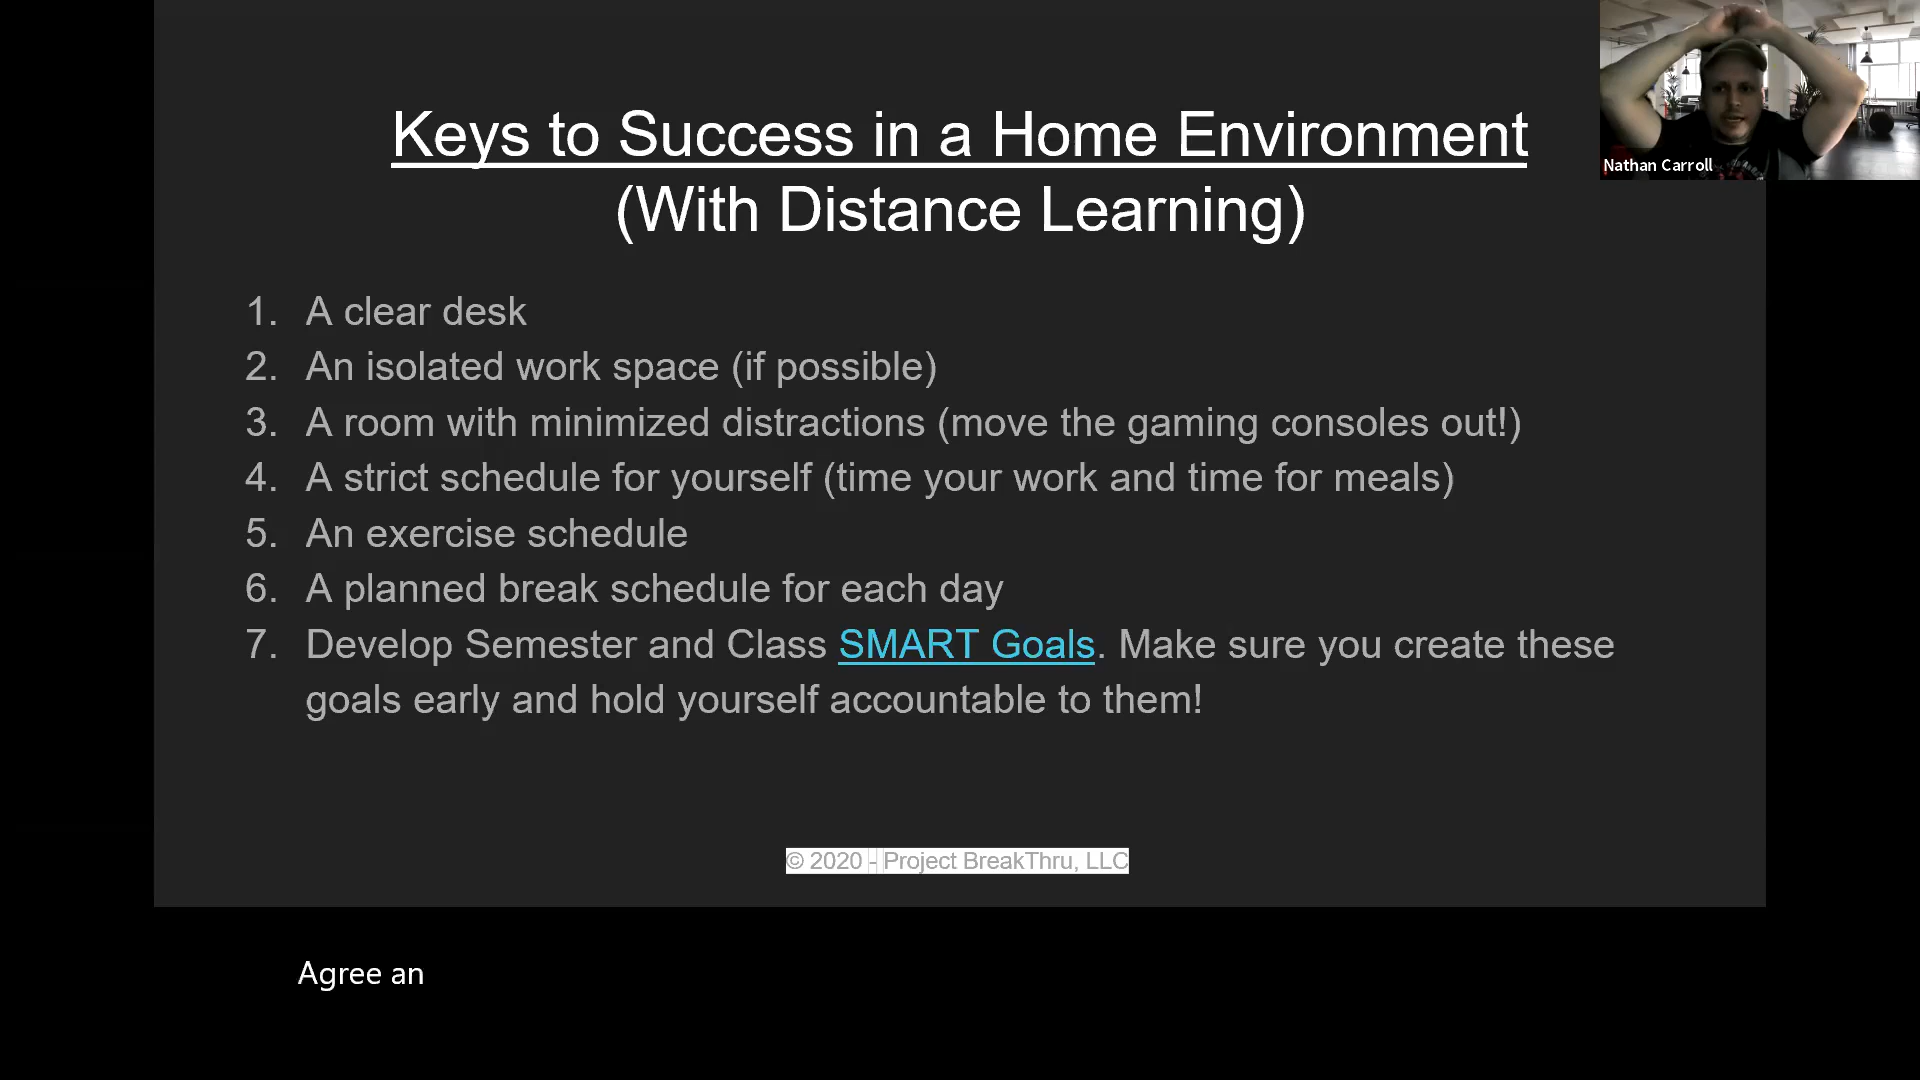 Keys to Success in a Home Environment
(With Distance Learning)
Nathan Carroll
1. A clear desk
2. An isolated work space (if possible)
3. A room with minimized distractions (move the gaming consoles out!)
4. A strict schedule for yourself (time your work and time for meals)
5. An exercise schedule
6. A planned break schedule for each day
7. Develop Semester and Class SMART Goals. Make sure you create these
goals early and hold yourself accountable to them!
© 2020 - Project BreakThru, LLC
Agree an